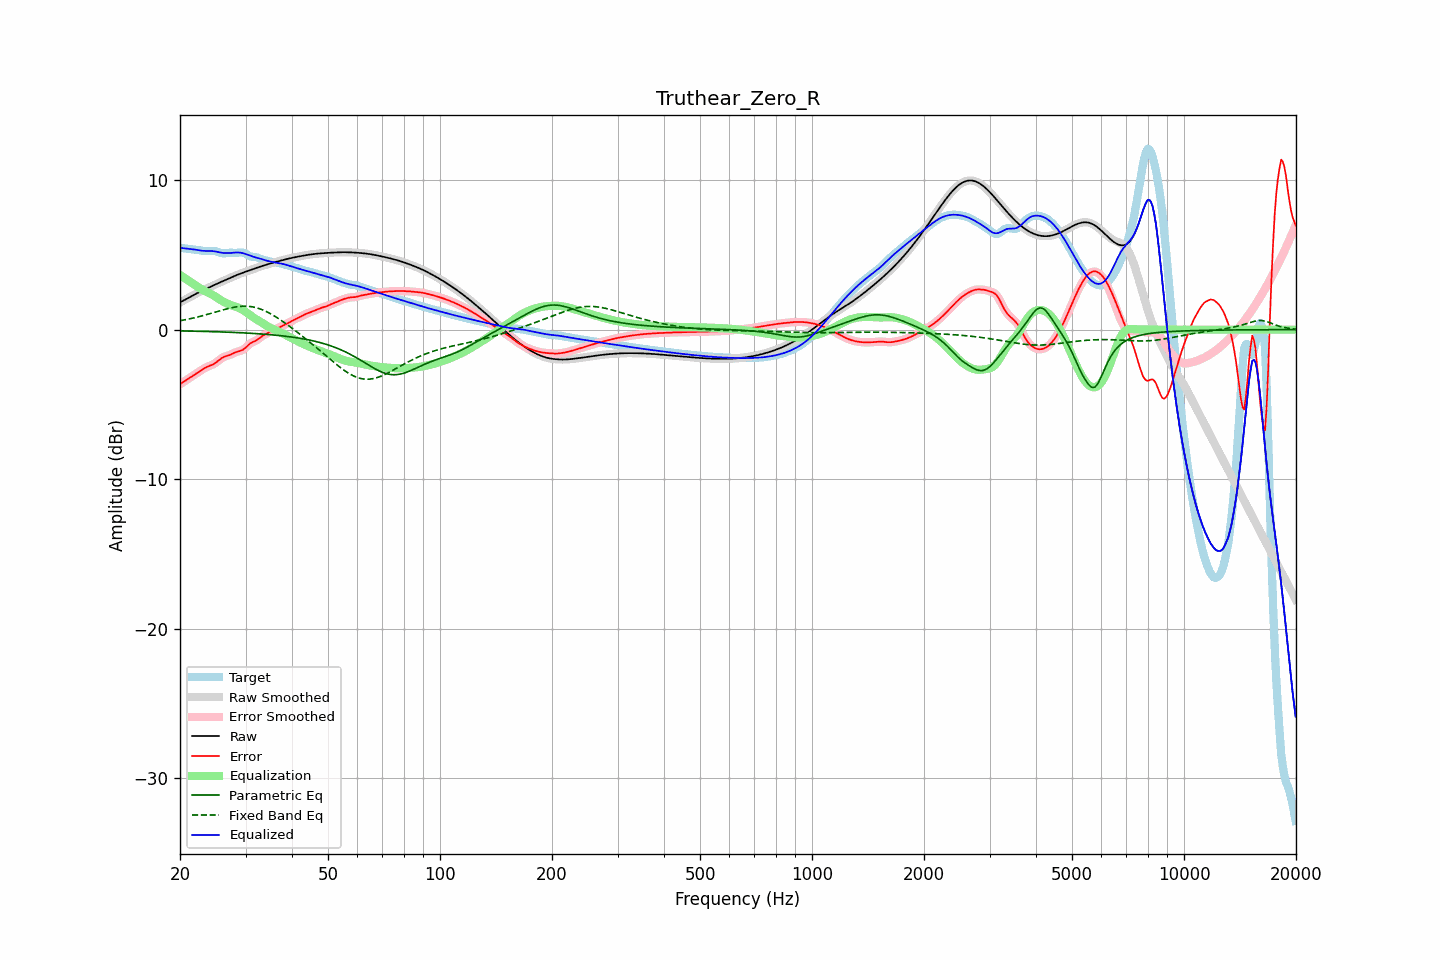 Truthear_Zero_R
Amplitude (dBr)
10
0
−10
−20
−30
Target
Raw Smoothed
Error Smoothed
Raw
Error
Equalization
Parametric Eq
Fixed Band Eq
Equalized
20 50 100 200 500 1000 2000 5000 10000 20000
Frequency (Hz)